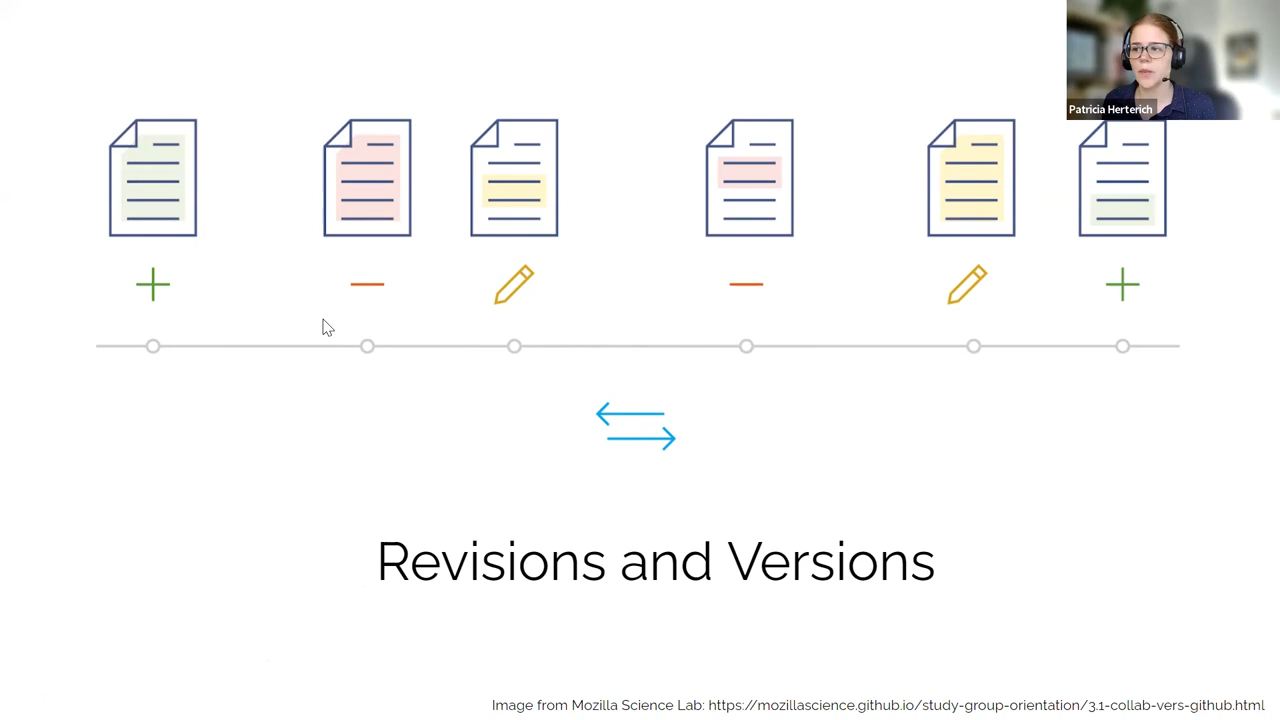 Patricia Herterich
Revisions and Versions
Image from Mozilla Science Lab: https://mozillascience.github.io/study-group-orientation/3.1-collab-vers-github.html